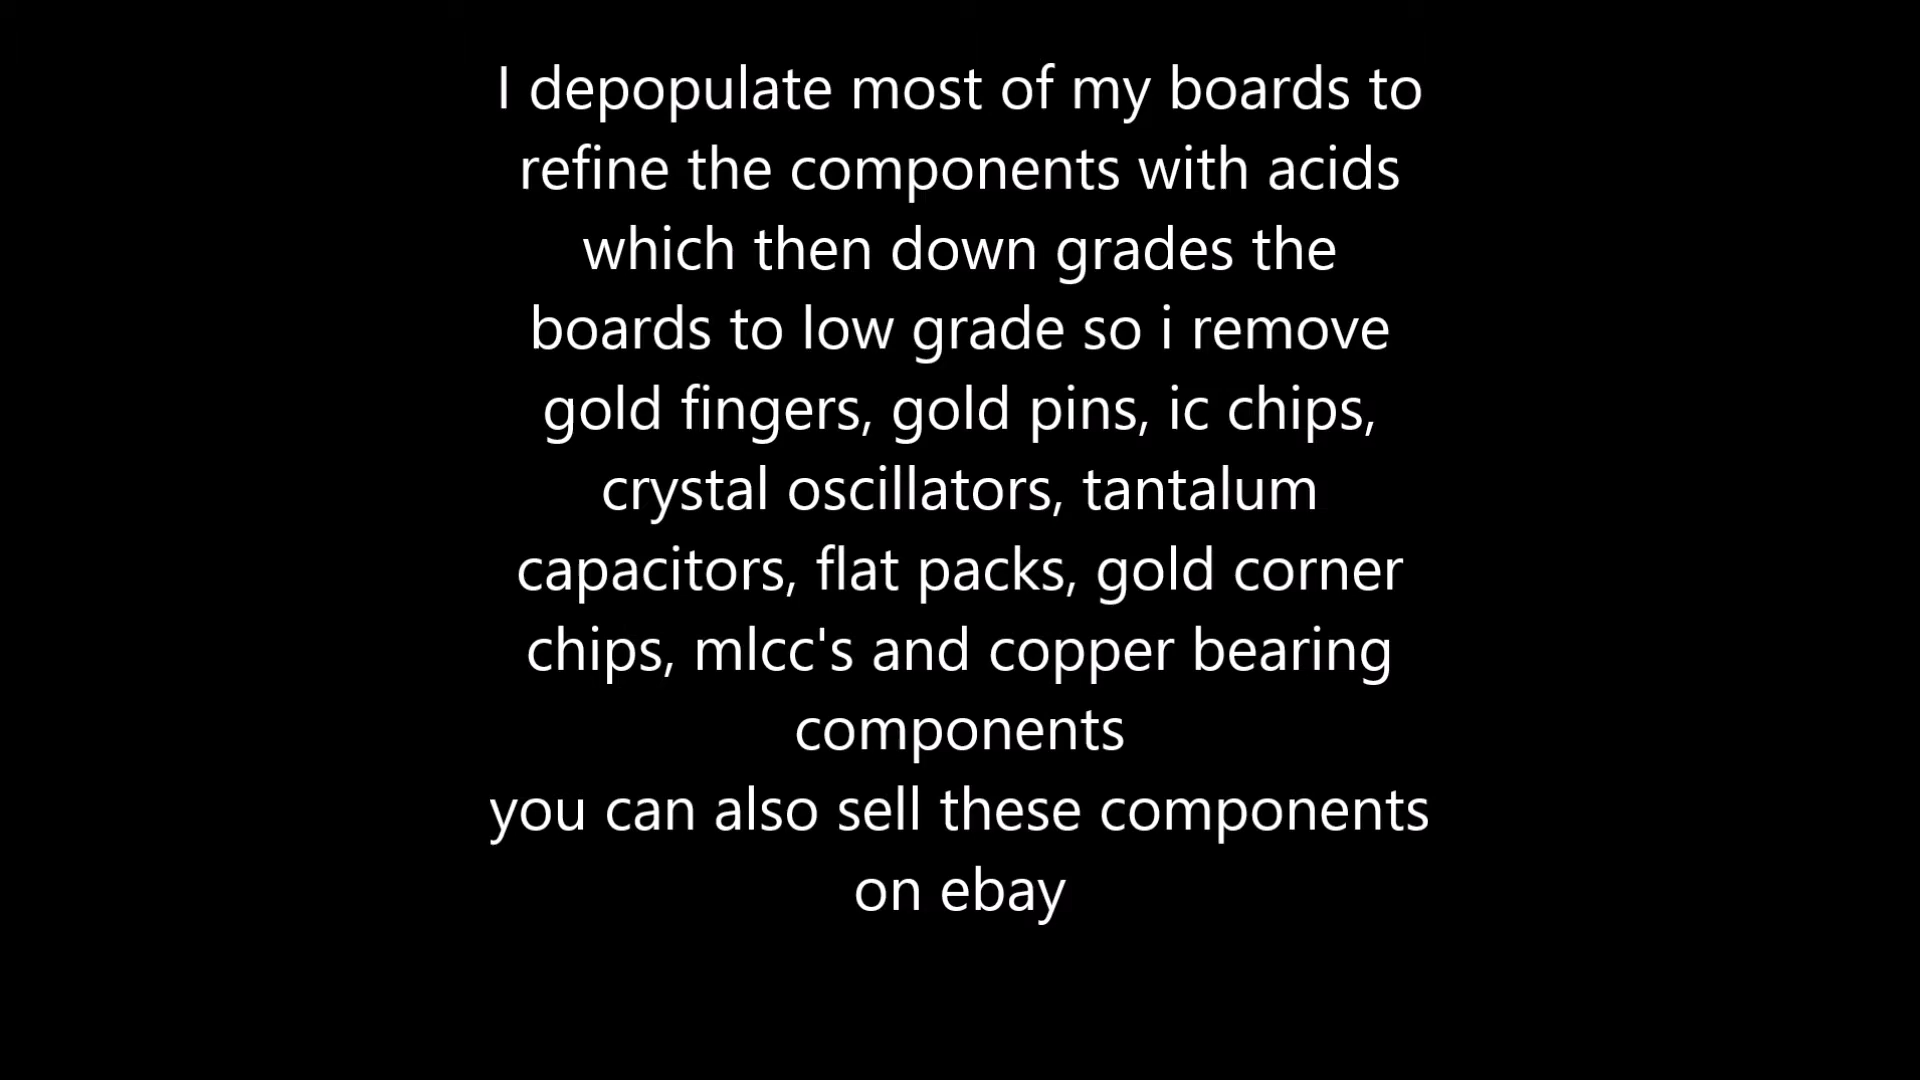 I depopulate most of my boards to
refine the components with acids
which then down grades the
boards to low grade so i remove
gold fingers, gold pins, ic chips,
crystal oscillators, tantalum
capacitors, flat packs, gold corner
chips, mlcc's and copper bearing
components
you can also sell these components
on ebay